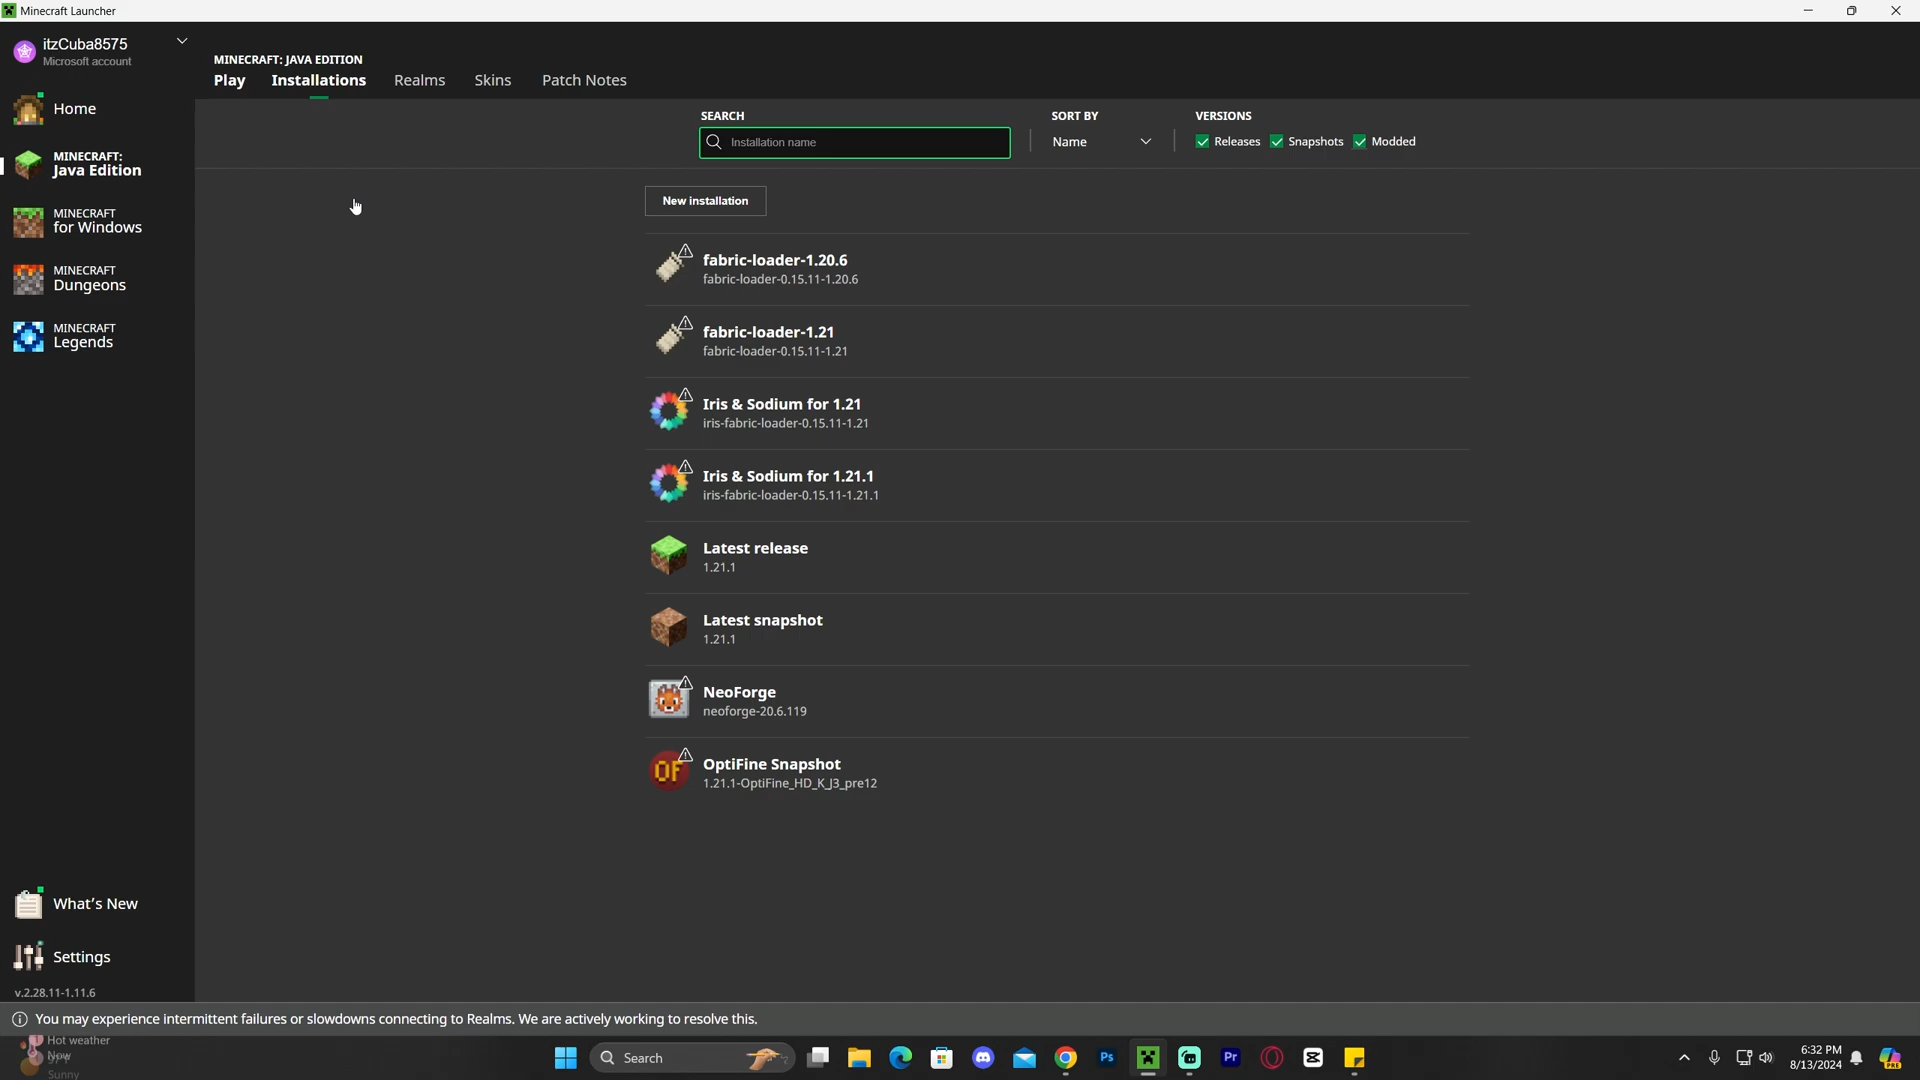 Minecraft Launcher
itzCuba8575
Microsoft account
Home
MINECRAFT:
Java Edition
MINECRAFT
for Windows
MINECRAFT
Dungeons
MINECRAFT
Legends
What's New
Settings
v.2.28.11-1.11.6
MINECRAFT: JAVA EDITION
Play Installations Realms Skins Patch Notes
SEARCH SORT BY VERSIONS
Installation name Name Releases Snapshots Modded
New installation
fabric-loader-1.20.6
fabric-loader-0.15.11-1.20.6
fabric-loader-1.21
fabric-loader-0.15.11-1.21
Iris & Sodium for 1.21
iris-fabric-loader-0.15.11-1.21
Iris & Sodium for 1.21.1
iris-fabric-loader-0.15.11-1.21.1
Latest release
1.21.1
Latest snapshot
1.21.1
NeoForge
neoforge-20.6.119
OF
OptiFine Snapshot
1.21.1-OptiFine_HD_K_J3_pre12
You may experience intermittent failures or slowdowns connecting to Realms. We are actively working to resolve this.
Hot weather
Now
Sunny
Search
Ps
Pr
6:32 PM
8/13/2024
PRE